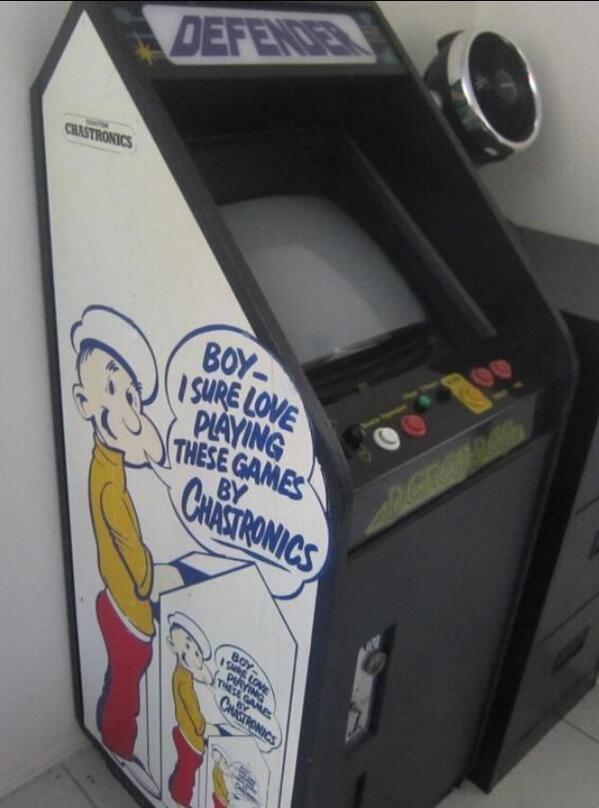 DEFENDER
CHASTRONICS
BOY-
I SURE LOVE
PLAYING
THESE GAMES
BY
CHASTRONICS
BOY-
I SURE LOVE
PLAYING
THESE GAMES
BY
CHASTRONICS